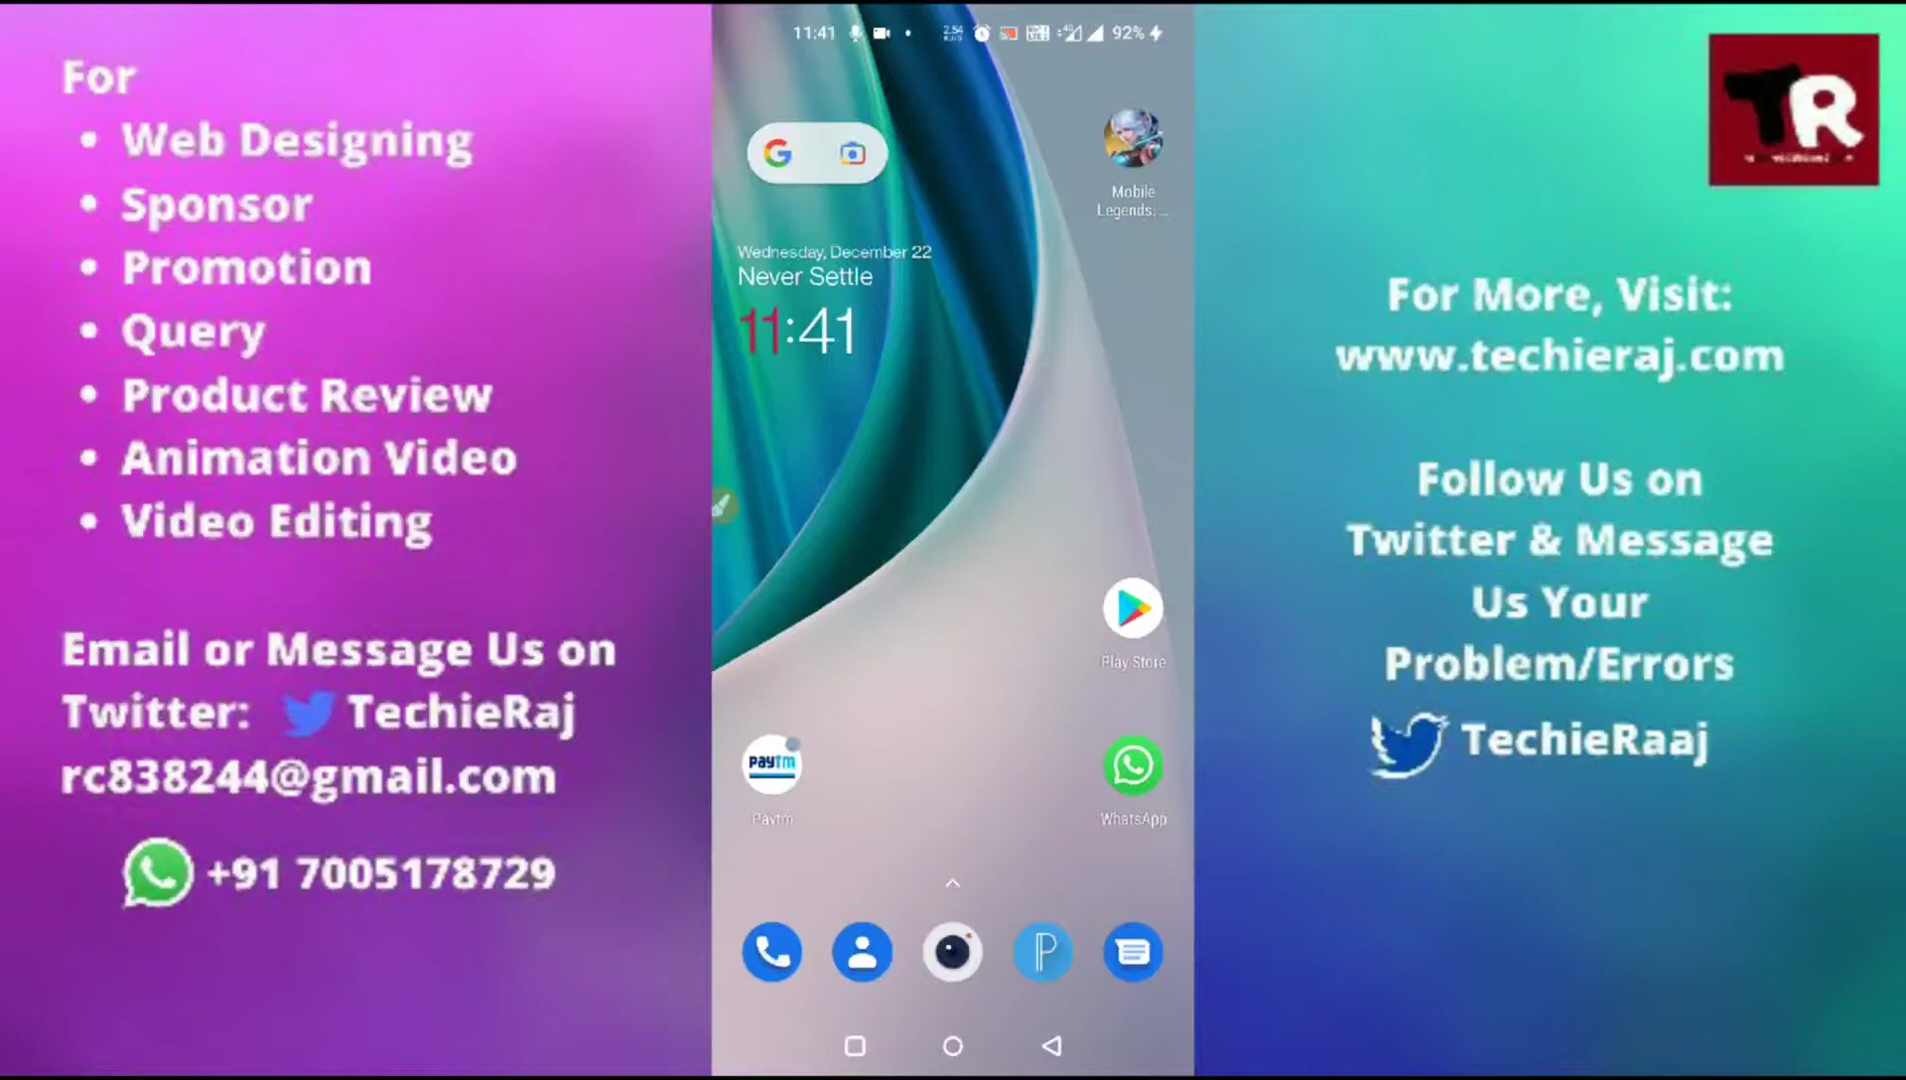 For
• Web Designing
• Sponsor
• Promotion
• Query
• Product Review
• Animation Video
• Video Editing
Email or Message Us on
Twitter: TechieRaj
rc838244@gmail.com
+91 7005178729
11:41
2.54
4G
92%
G
Mobile
Legends:...
Wednesday, December 22
Never Settle
11:41
Play Store
paytm
Paytm
WhatsApp
P
TR
For More, Visit:
www.techieraj.com
Follow Us on
Twitter & Message
Us Your
Problem/Errors
TechieRaaj